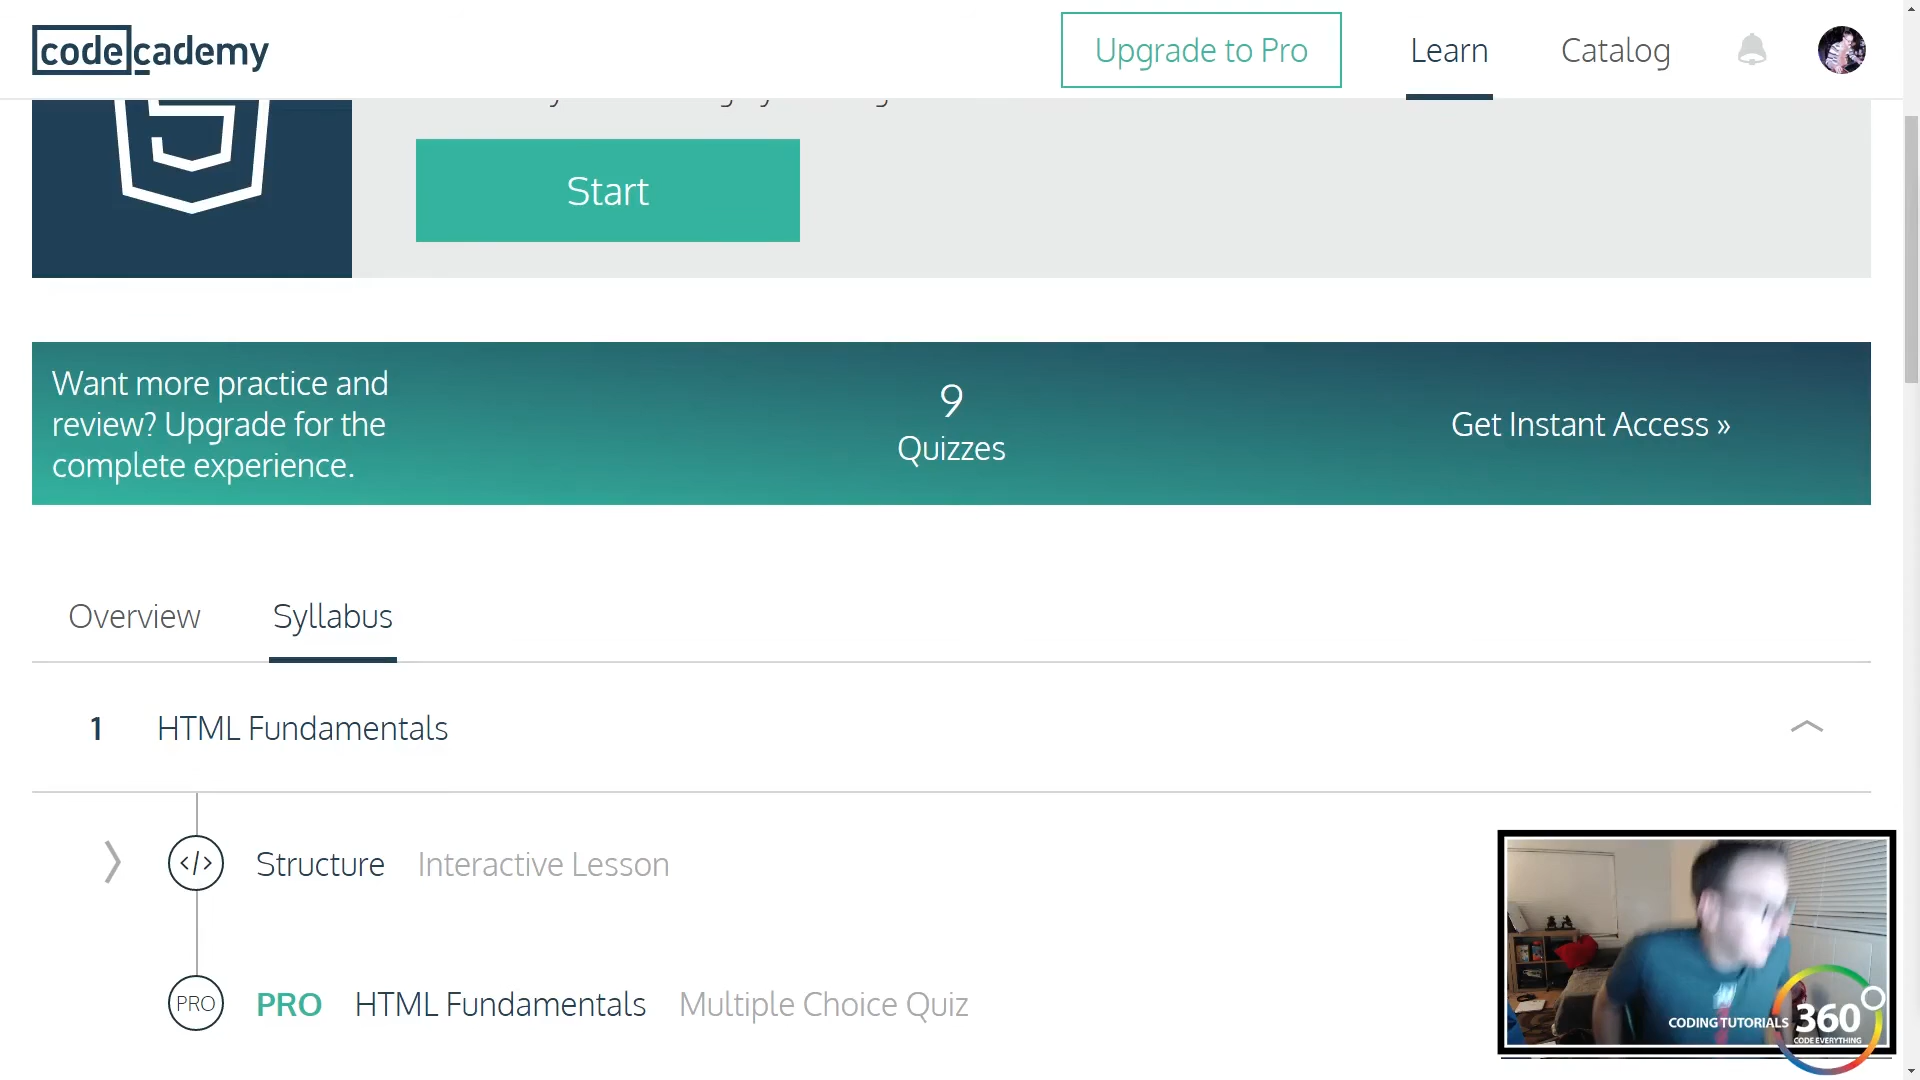 codecademy
Upgrade to Pro
Learn
Catalog
Start
Want more practice and
review? Upgrade for the
complete experience.
9
Quizzes
Get Instant Access »
Overview
Syllabus
1
HTML Fundamentals
</>
Structure
Interactive Lesson
PRO
PRO
HTML Fundamentals
Multiple Choice Quiz
CODING TUTORIALS 360
CODE EVERYTHING